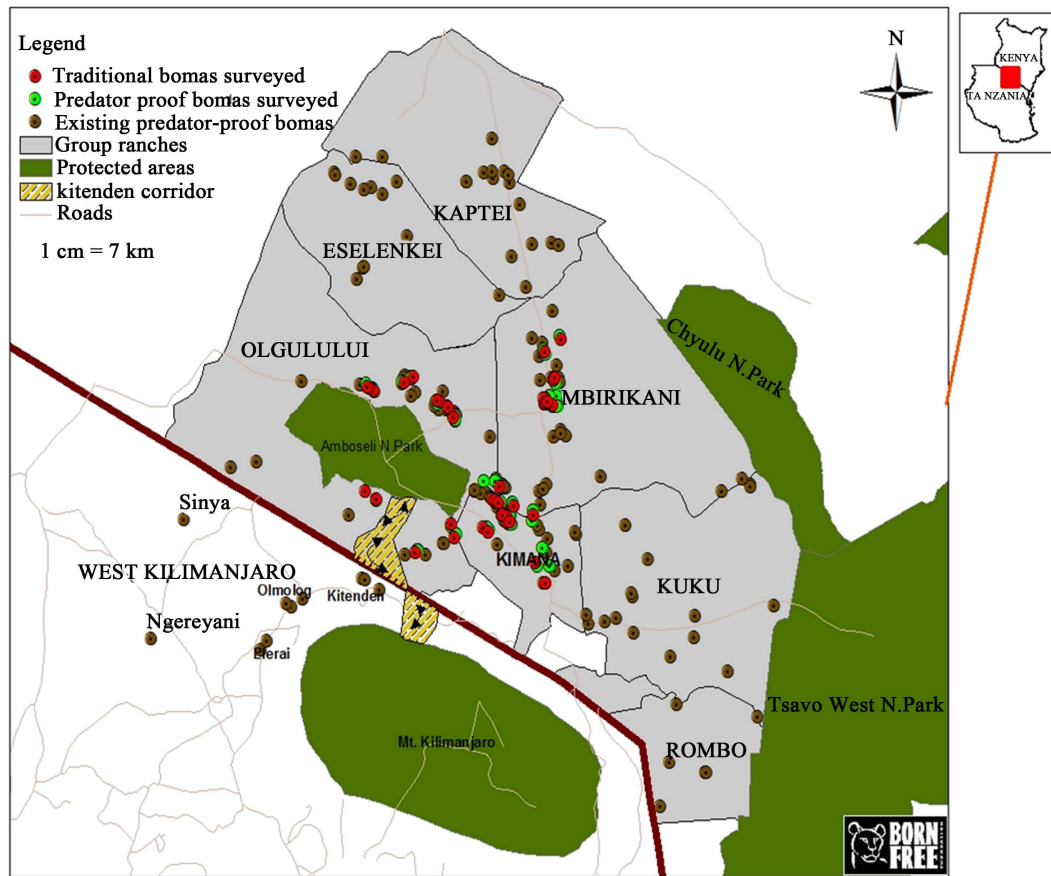 Legend
Traditional bomas surveyed
Predator proof bomas surveyed
Existing predator-proof bomas
Group ranches
Protected areas
kitenden corridor
Roads
1 cm = 7 km
N
KENYA
TA NZANIA
KAPTEI
ESELENKEI
OLGULULUI
MBIRIKANI
Chyulu N.Park
Amboseli N.Park
Sinya
WEST KILIMANJARO
Olmolog
Kitenden
Ngereyani
Elerai
KIMANA
KUKU
Tsavo West N.Park
Mt. Kilimanjaro
ROMBO
BORN
FREE
FOUNDATION